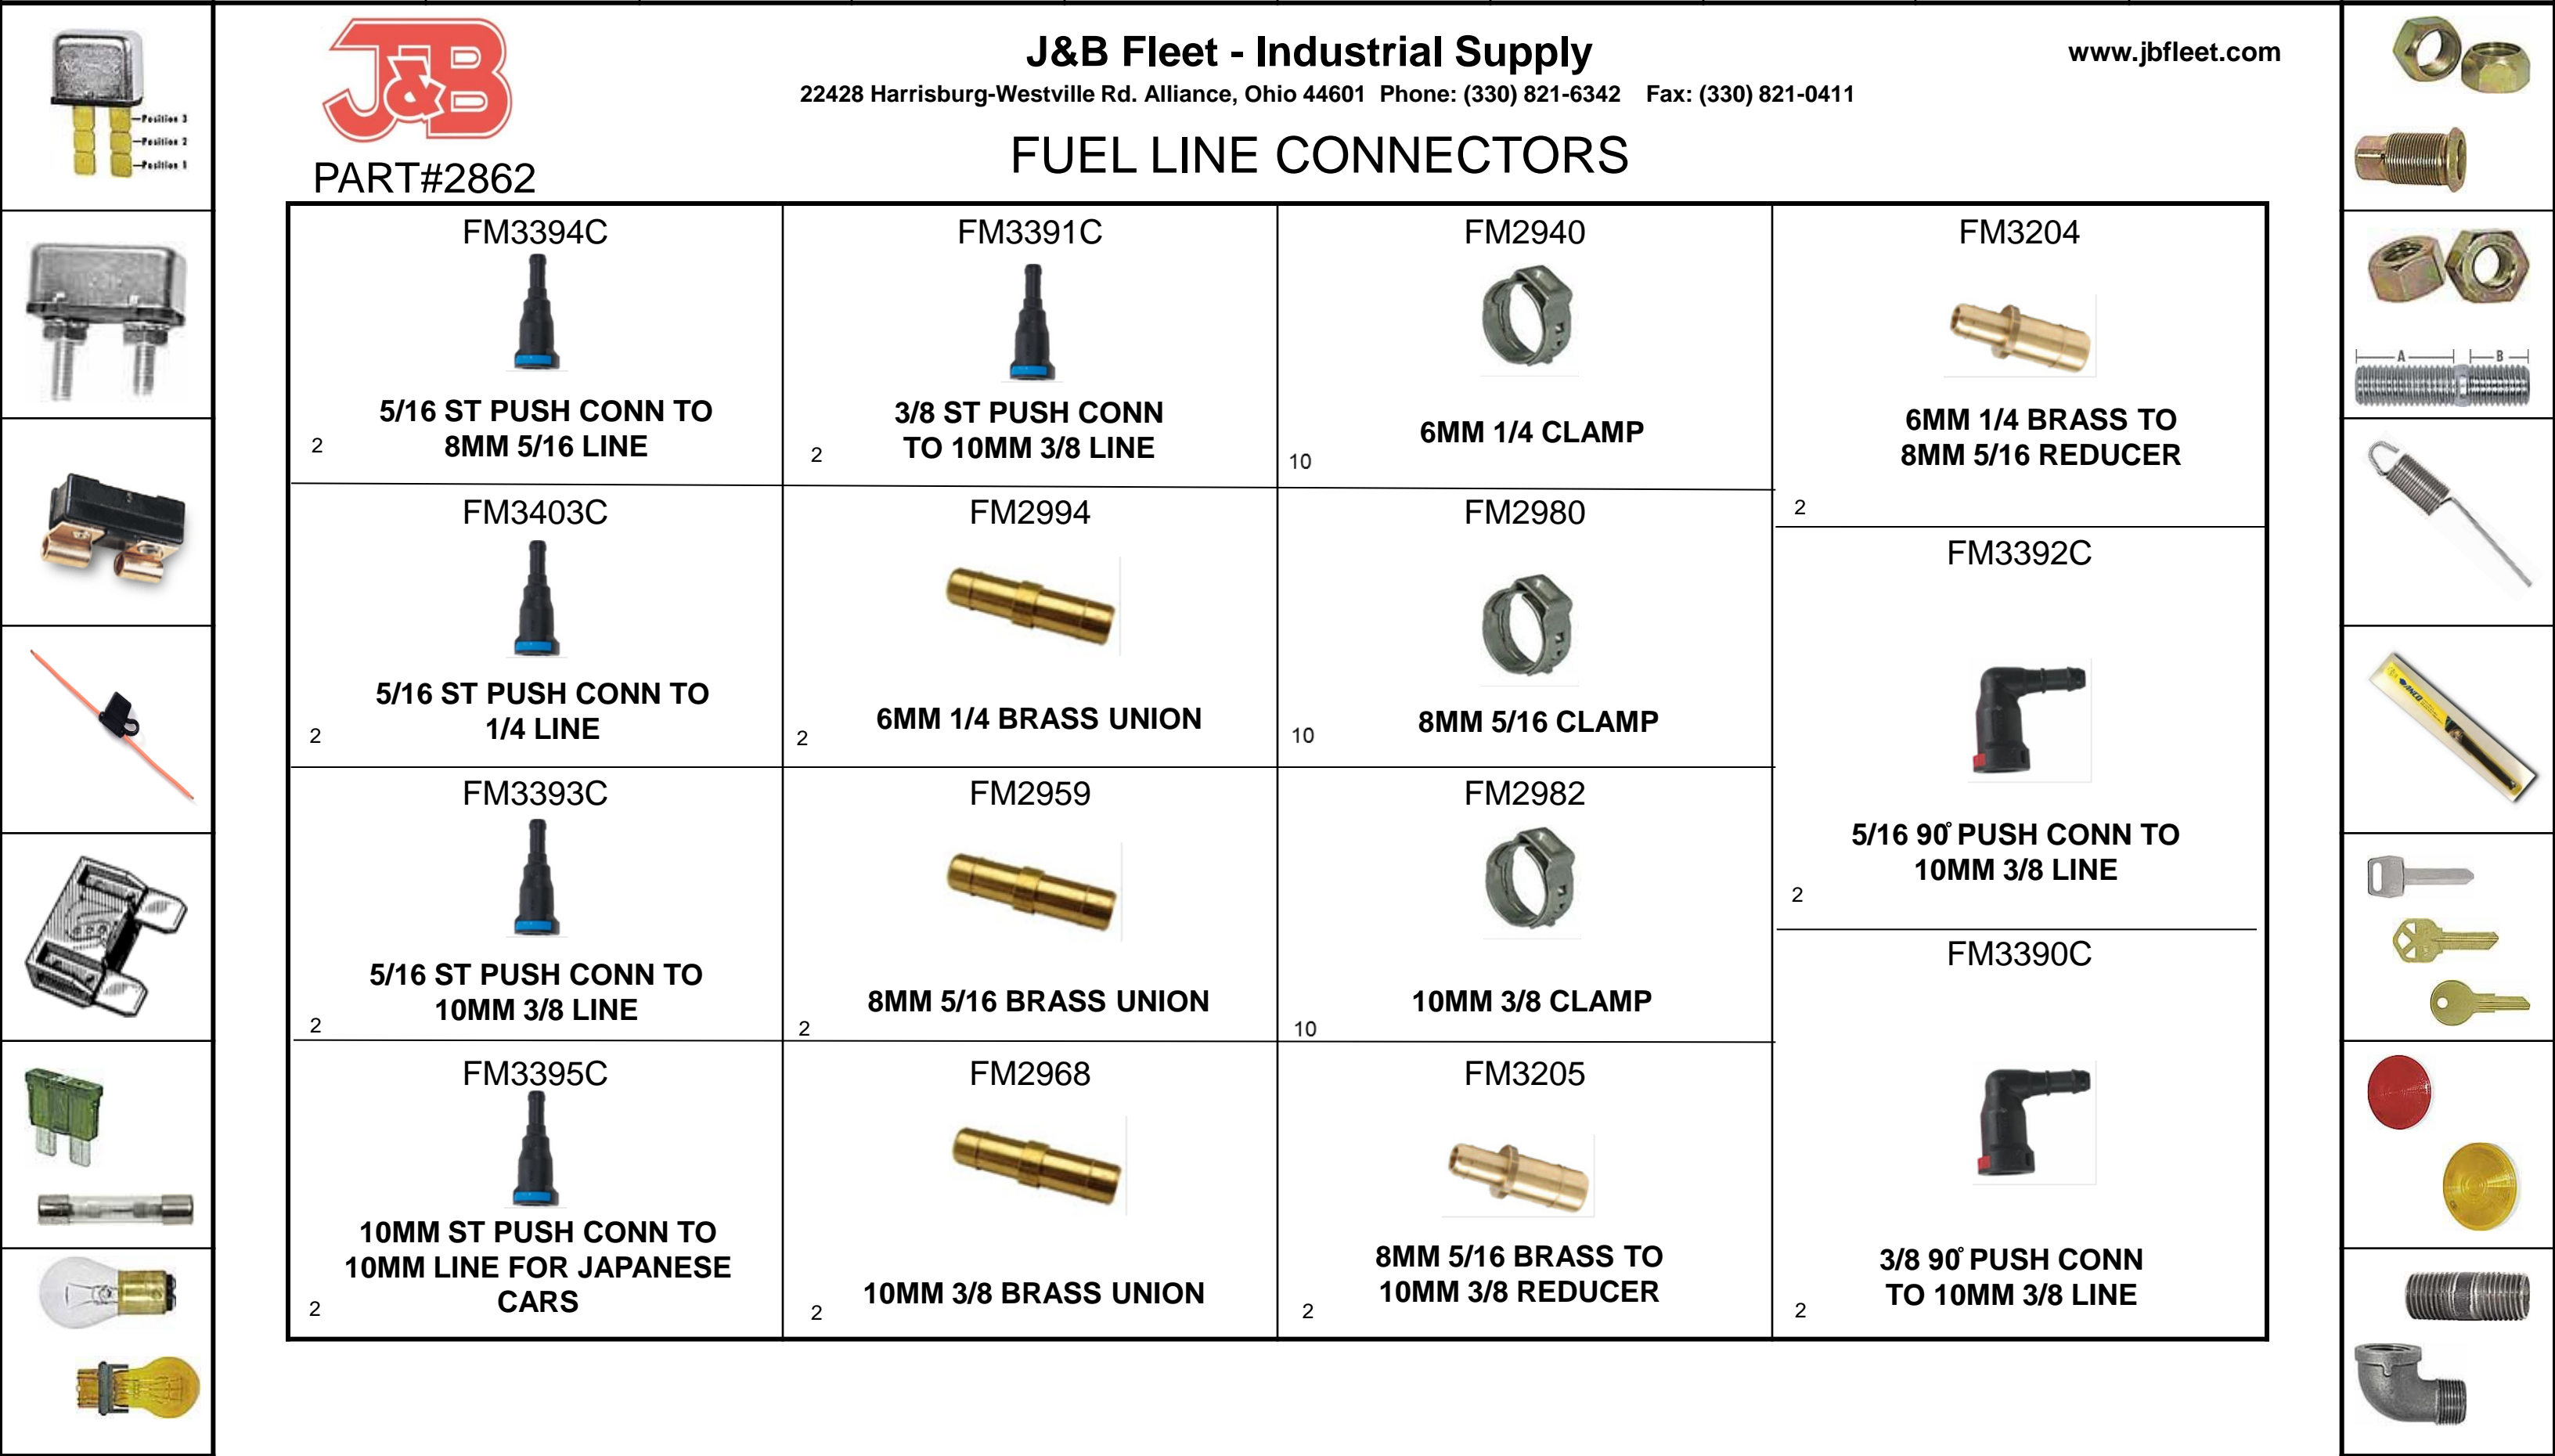 J&B
J&B Fleet - Industrial Supply
www.jbfleet.com
22428 Harrisburg-Westville Rd. Alliance, Ohio 44601 Phone: (330) 821-6342 Fax: (330) 821-0411
FUEL LINE CONNECTORS
PART#2862
Position 3
Position 2
Position 1
FM3394C
5/16 ST PUSH CONN TO
8MM 5/16 LINE
2
FM3391C
3/8 ST PUSH CONN
TO 10MM 3/8 LINE
2
FM2940
6MM 1/4 CLAMP
10
FM3204
6MM 1/4 BRASS TO
8MM 5/16 REDUCER
2
FM3403C
5/16 ST PUSH CONN TO
1/4 LINE
2
FM2994
6MM 1/4 BRASS UNION
2
FM2980
8MM 5/16 CLAMP
10
FM3392C
5/16 90° PUSH CONN TO
10MM 3/8 LINE
2
FM3393C
5/16 ST PUSH CONN TO
10MM 3/8 LINE
2
FM2959
8MM 5/16 BRASS UNION
2
FM2982
10MM 3/8 CLAMP
10
FM3390C
3/8 90° PUSH CONN
TO 10MM 3/8 LINE
2
FM3395C
10MM ST PUSH CONN TO
10MM LINE FOR JAPANESE
CARS
2
FM2968
10MM 3/8 BRASS UNION
2
FM3205
8MM 5/16 BRASS TO
10MM 3/8 REDUCER
2
A B
ANCO